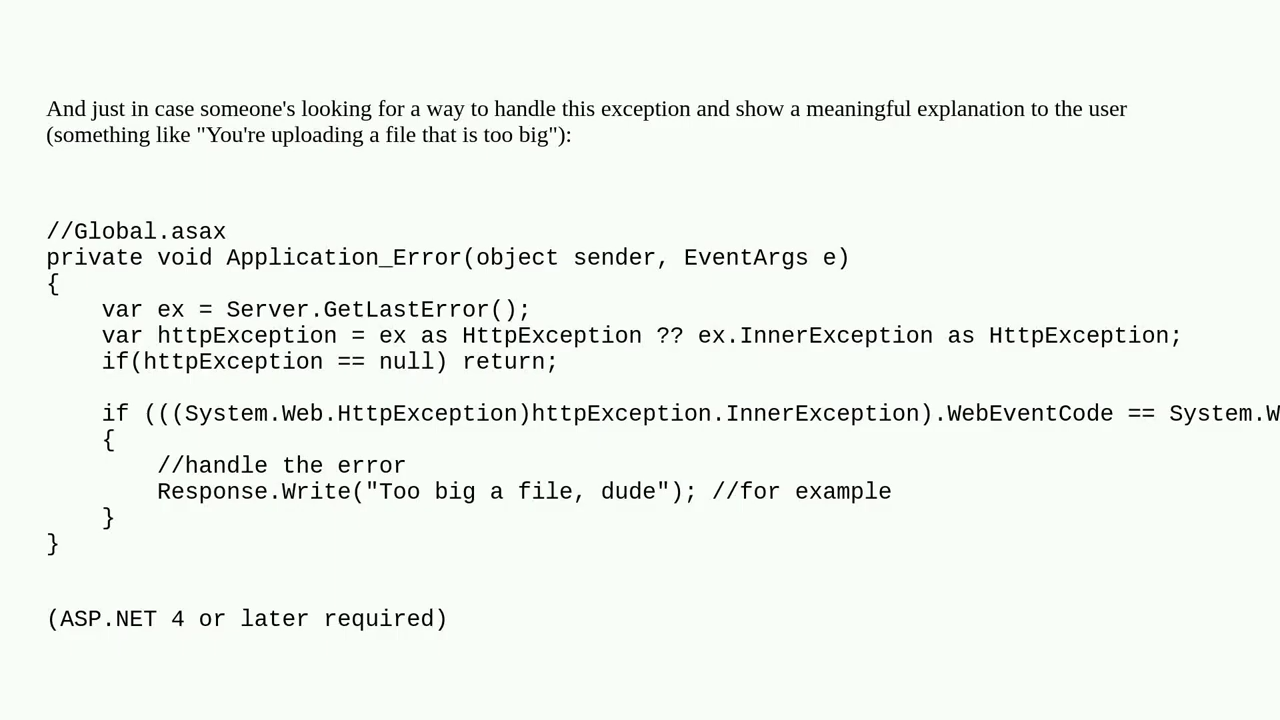 And just in case someone's looking for a way to handle this exception and show a meaningful explanation to the user
(something like "You're uploading a file that is too big"):
//Global.asax
private void Application_Error(object sender, EventArgs e)
{
    var ex = Server.GetLastError();
    var httpException = ex as HttpException ?? ex.InnerException as HttpException;
    if(httpException == null) return;
    if (((System.Web.HttpException)httpException.InnerException).WebEventCode == System.W
    {
        //handle the error
        Response.Write("Too big a file, dude"); //for example
    }
}
(ASP.NET 4 or later required)